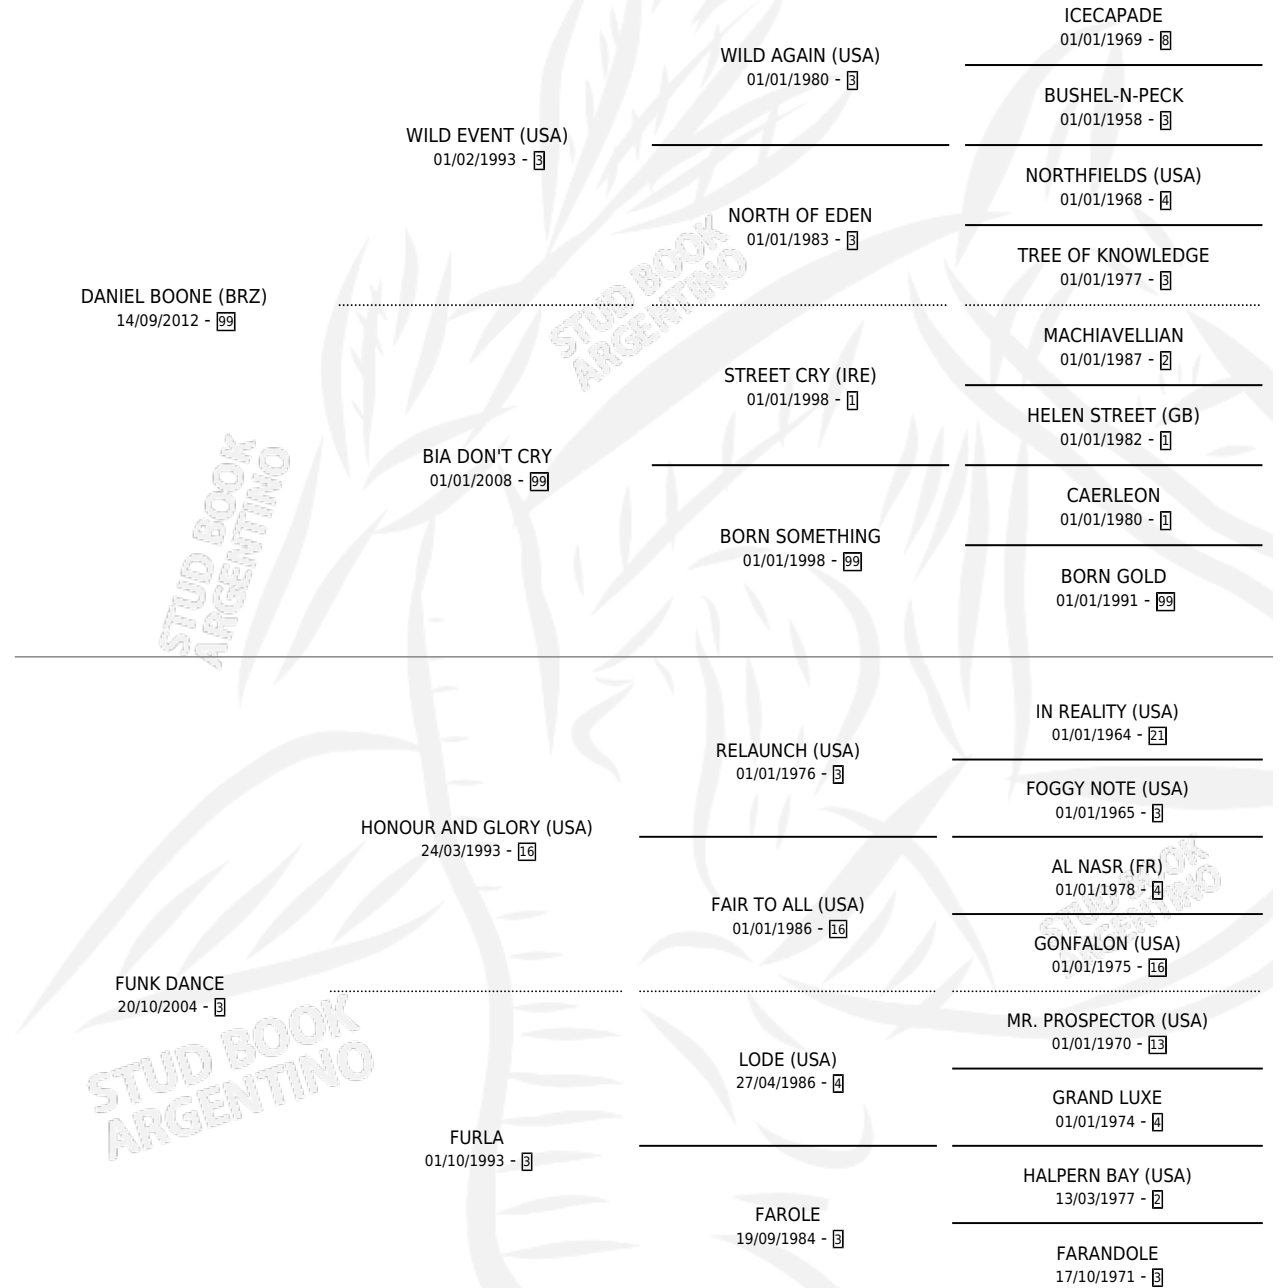 ICECAPADE
01/01/1969 - 8
WILD AGAIN (USA)
01/01/1980 - 3
BUSHEL-N-PECK
01/01/1958 - 3
WILD EVENT (USA)
01/02/1993 - 3
NORTHFIELDS (USA)
01/01/1968 - 4
NORTH OF EDEN
01/01/1983 - 3
TREE OF KNOWLEDGE
01/01/1977 - 3
DANIEL BOONE (BRZ)
14/09/2012 - 99
STUD BOOK
ARGENTINO
MACHIAVELLIAN
01/01/1987 - 2
STREET CRY (IRE)
01/01/1998 - 1
HELEN STREET (GB)
01/01/1982 - 1
BIA DON'T CRY
01/01/2008 - 99
CAERLEON
01/01/1980 - 1
BORN SOMETHING
01/01/1998 - 99
BORN GOLD
01/01/1991 - 99
STUD BOOK
ARGENTINO
IN REALITY (USA)
01/01/1964 - 21
RELAUNCH (USA)
01/01/1976 - 3
FOGGY NOTE (USA)
01/01/1965 - 3
HONOUR AND GLORY (USA)
24/03/1993 - 16
AL NASR (FR)
01/01/1978 - 4
FAIR TO ALL (USA)
01/01/1986 - 16
GONFALON (USA)
01/01/1975 - 16
STUD BOOK
ARGENTINO
FUNK DANCE
20/10/2004 - 3
MR. PROSPECTOR (USA)
01/01/1970 - 13
LODE (USA)
27/04/1986 - 4
GRAND LUXE
01/01/1974 - 4
STUD BOOK
ARGENTINO
FURLA
01/10/1993 - 3
HALPERN BAY (USA)
13/03/1977 - 2
FAROLE
19/09/1984 - 3
FARANDOLE
17/10/1971 - 3